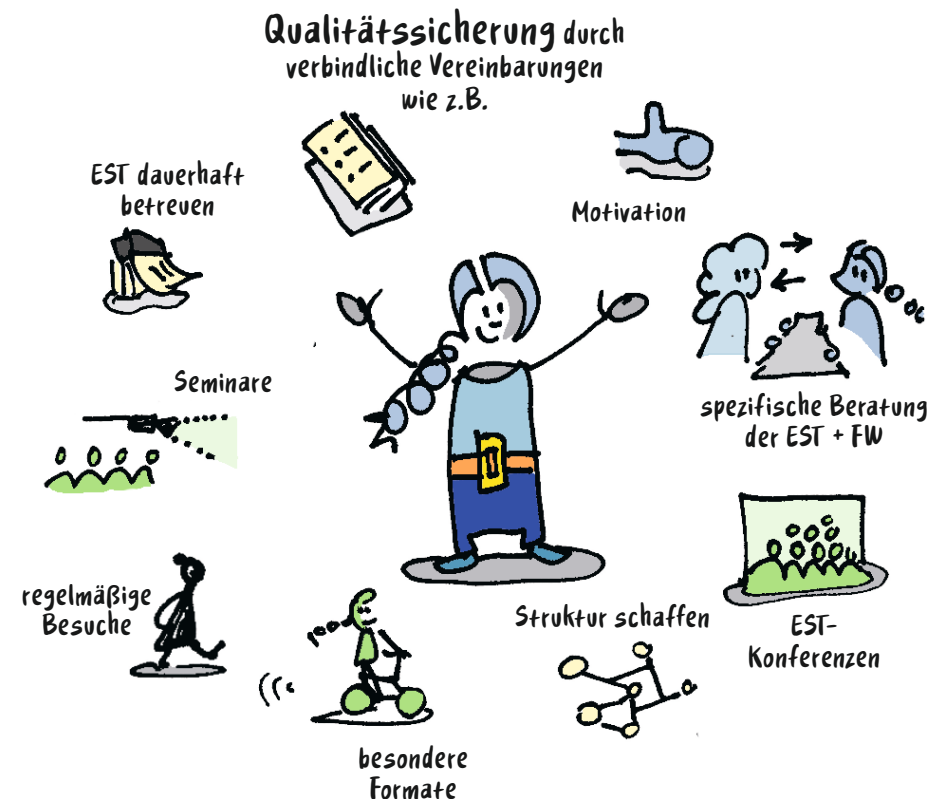 Qualitätssicherung durch
verbindliche Vereinbarungen
wie z.B.
EST dauerhaft
betreuen
Motivation
spezifische Beratung
der EST + FW
Seminare
EST-
Konferenzen
regelmäßige
Besuche
Struktur schaffen
besondere
Formate